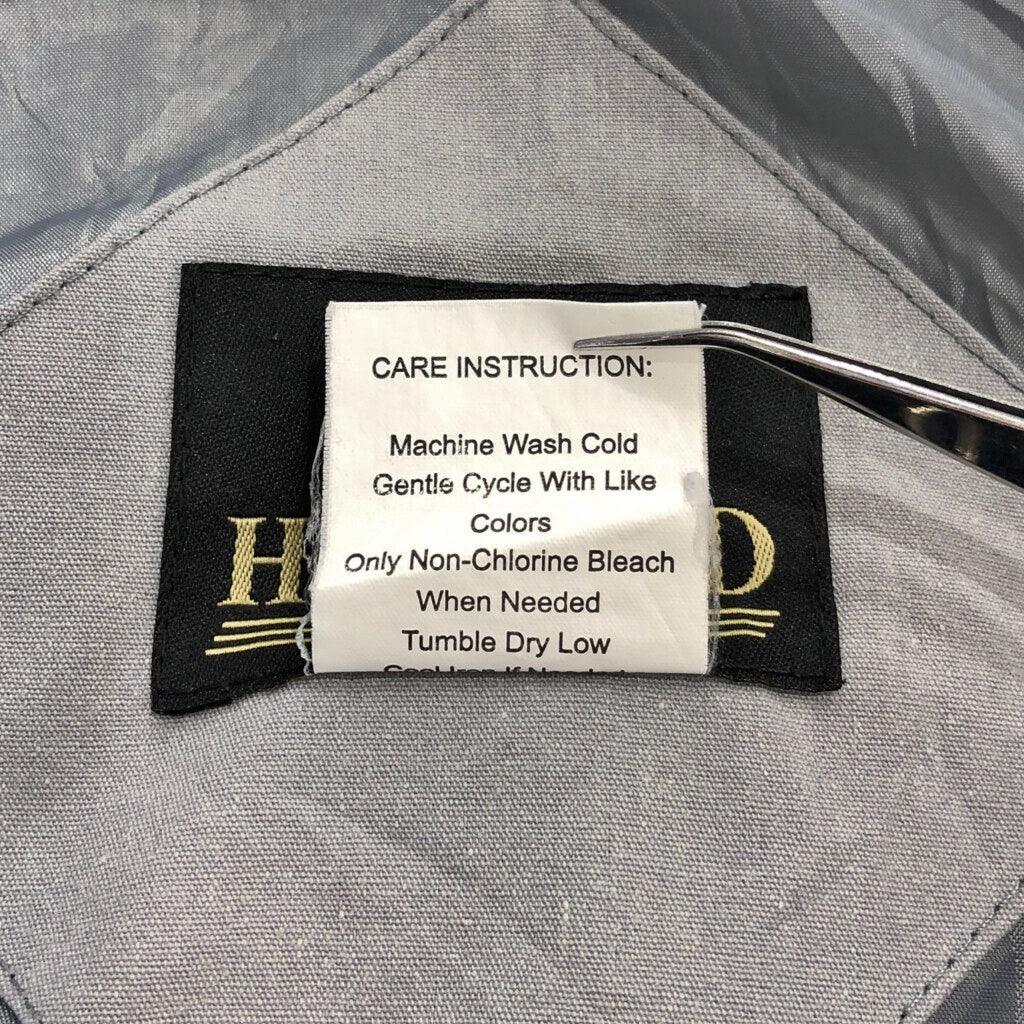 CARE INSTRUCTION:
Machine Wash Cold
Gentle Cycle With Like
Colors
Only Non-Chlorine Bleach
When Needed
Tumble Dry Low